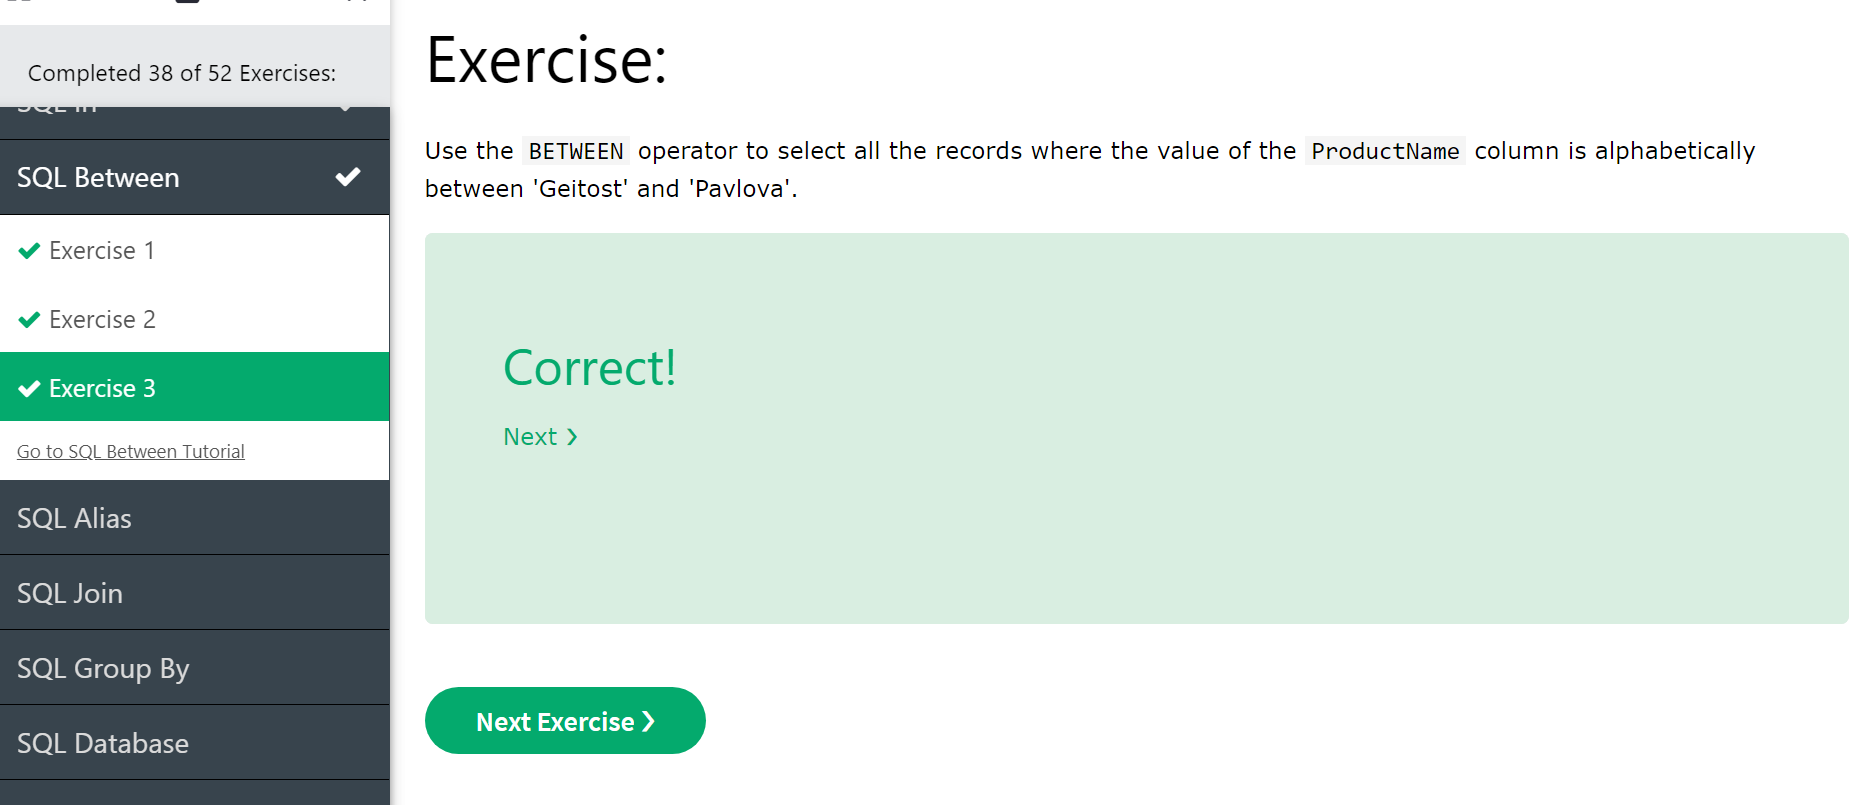 Completed 38 of 52 Exercises:
SQL In
SQL Between
Exercise 1
Exercise 2
Exercise 3
Go to SQL Between Tutorial
SQL Alias
SQL Join
SQL Group By
SQL Database
Exercise:
Use the BETWEEN operator to select all the records where the value of the ProductName column is alphabetically
between 'Geitost' and 'Pavlova'.
Correct!
Next ❯
Next Exercise ❯